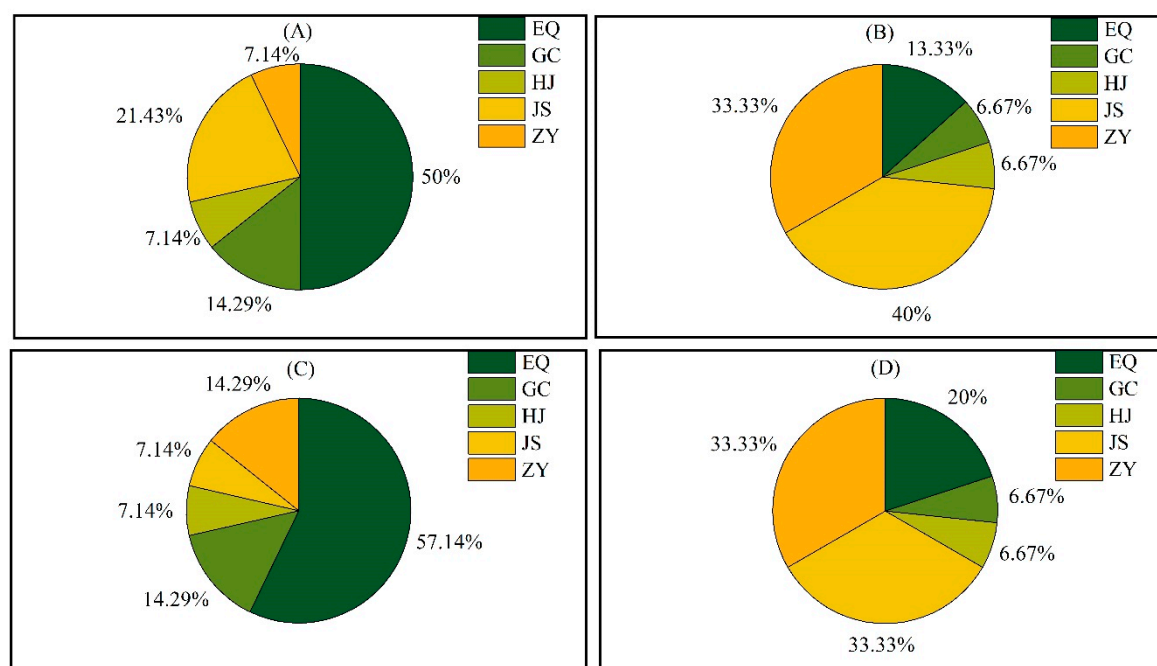 (A)
EQ
GC
HJ
JS
ZY
7.14%
21.43%
50%
7.14%
14.29%
(B)
EQ
GC
HJ
JS
ZY
13.33%
33.33%
6.67%
6.67%
40%
(C)
EQ
GC
HJ
JS
ZY
14.29%
7.14%
7.14%
57.14%
14.29%
(D)
EQ
GC
HJ
JS
ZY
20%
33.33%
6.67%
6.67%
33.33%